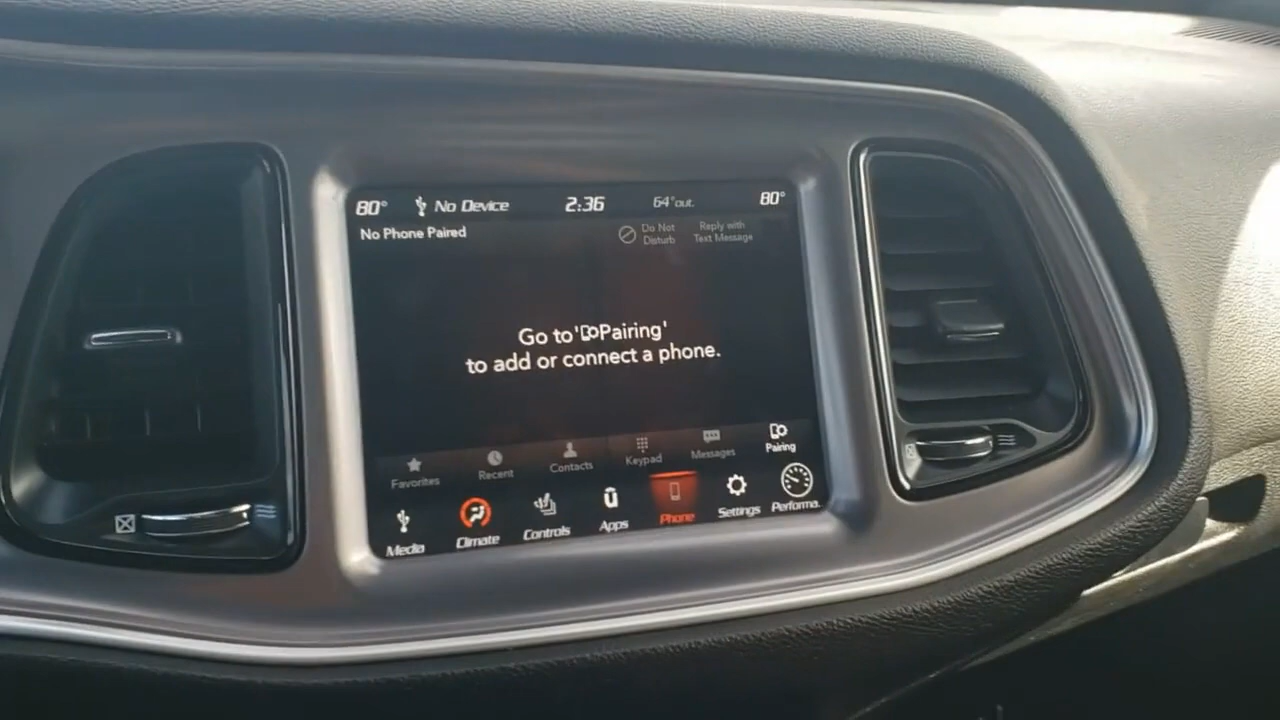 80° No Device 2:36 64°out. 80°
No Phone Paired
Do Not
Disturb
Reply with
Text Message
Go to 'Pairing'
to add or connect a phone.
Favorites Recent Contacts Keypad Messages Pairing
Media Climate Controls Apps Phone Settings Performa.